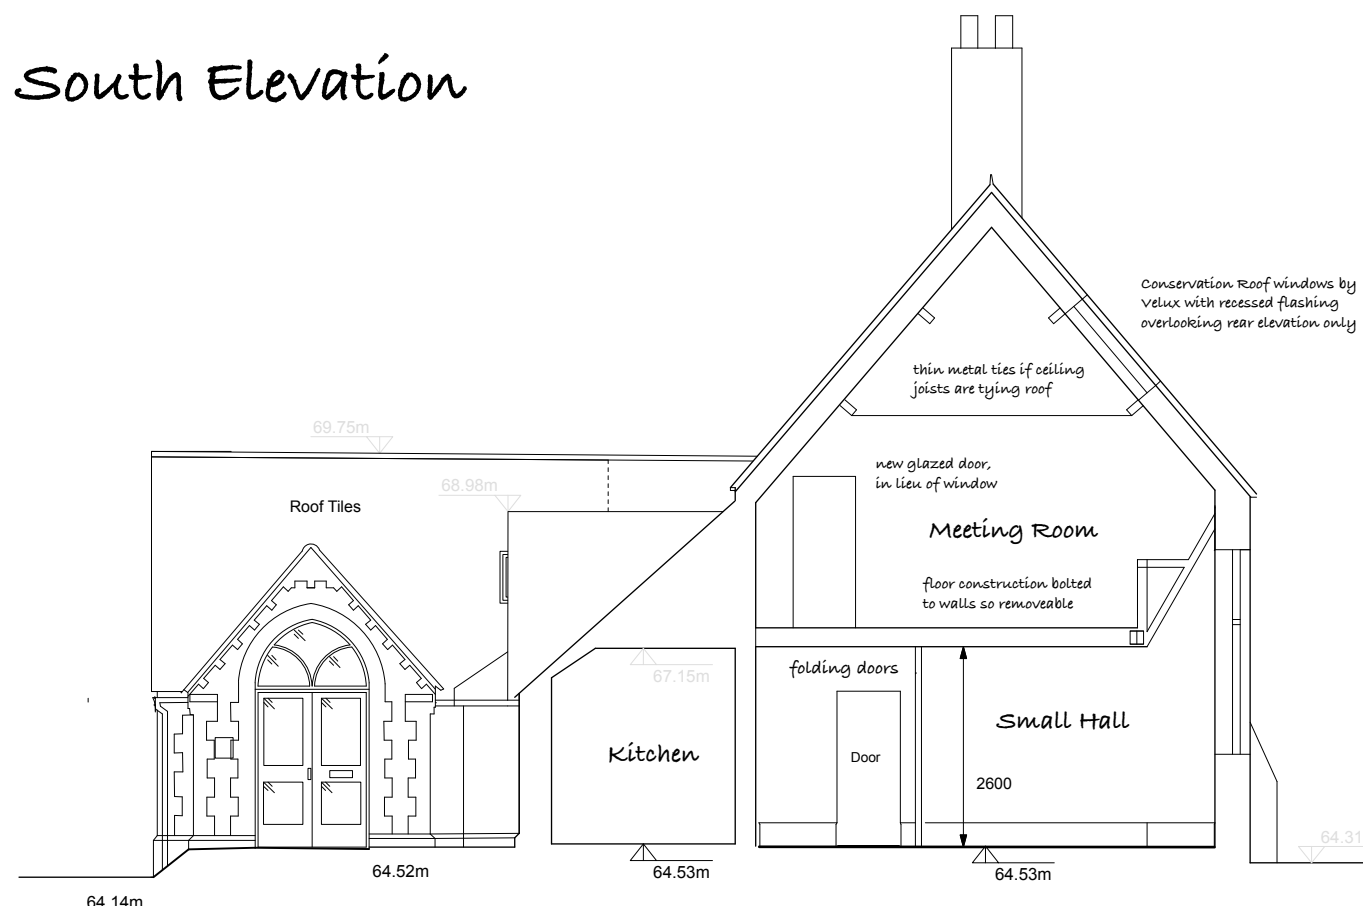 South Elevation
Conservation Roof windows by
Velux with recessed flashing
overlooking rear elevation only
thin metal ties if ceiling
joists are tying roof
69.75m
new glazed door,
in lieu of window
68.98m
Roof Tiles
Meeting Room
floor construction bolted
to walls so removeable
folding doors
67.15m
Small Hall
Kitchen
Door
2600
64.31
64.52m
64.53m
64.53m
64.14m